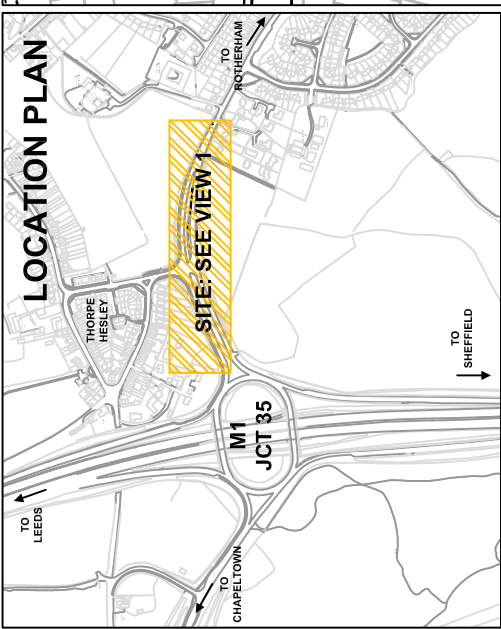 LOCATION PLAN
TO
ROTHERHAM
SITE: SEE VIEW 1
THORPE
HESLEY
M1
JCT 35
TO
SHEFFIELD
TO
LEEDS
TO
CHAPELTOWN